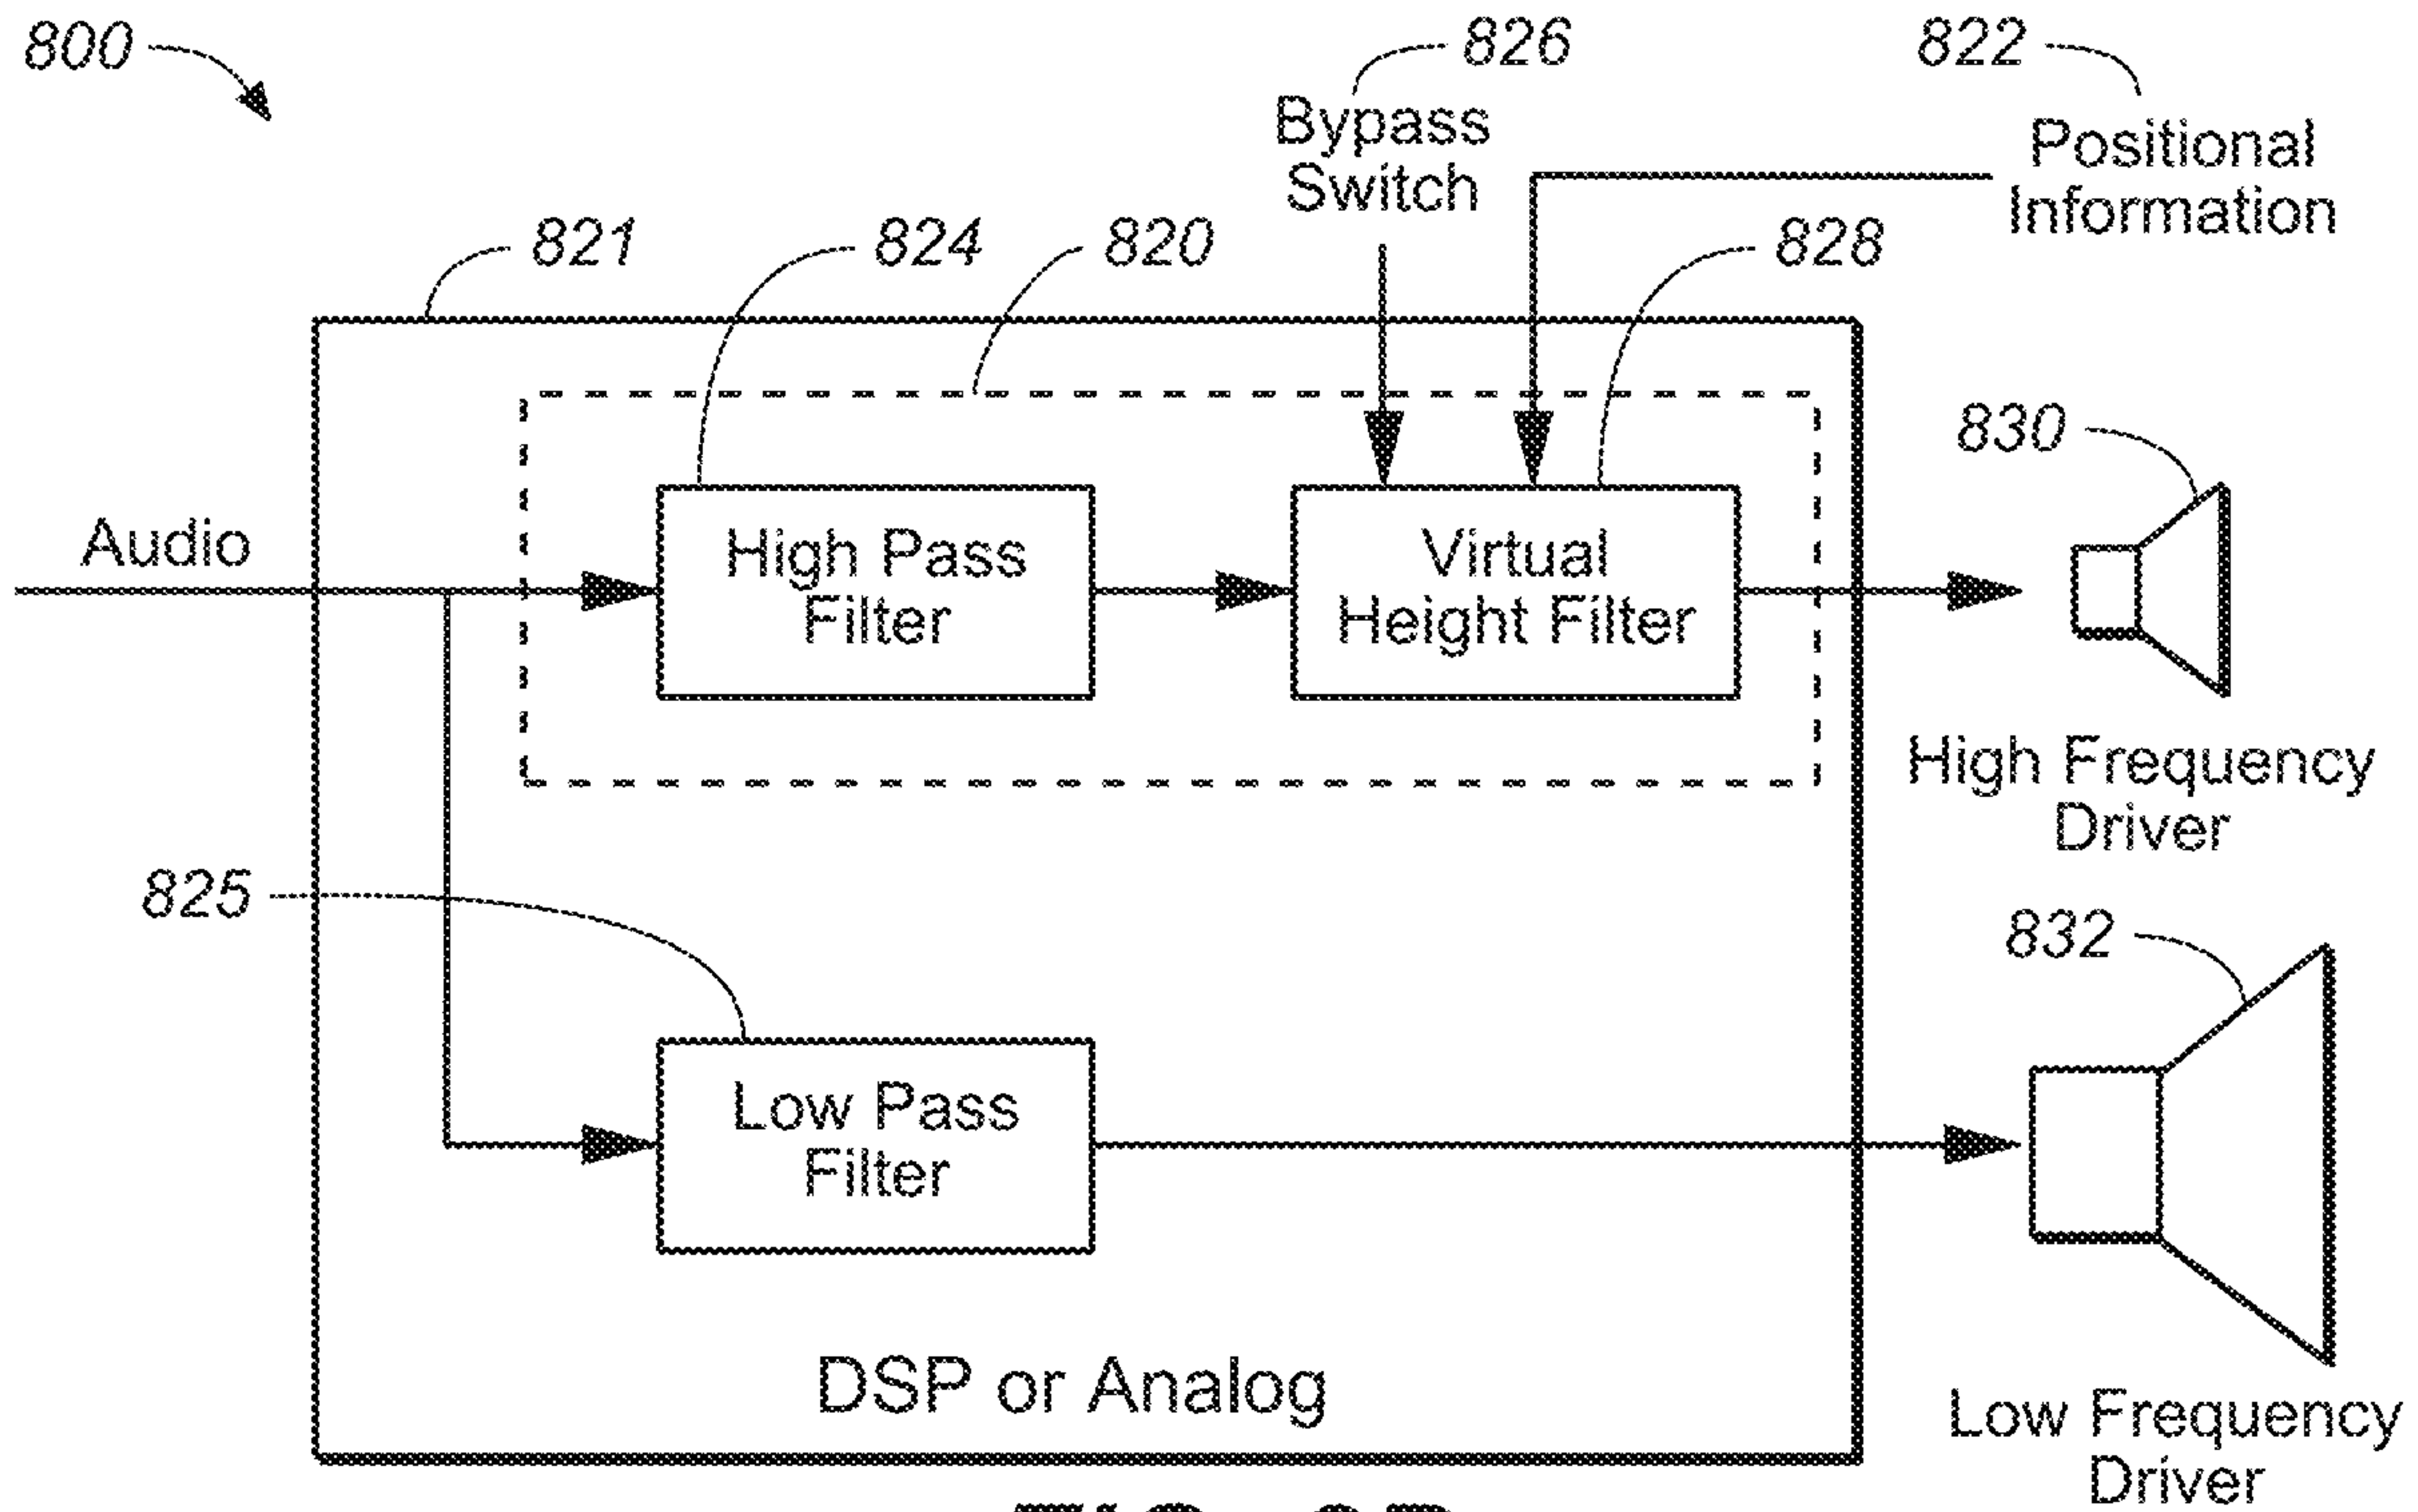 800
826
822
Bypass
Switch
Positional
Information
821
824
820
828
830
Audio
High Pass
Filter
Virtual
Height Filter
High Frequency
Driver
825
832
Low Pass
Filter
DSP or Analog
Low Frequency
Driver